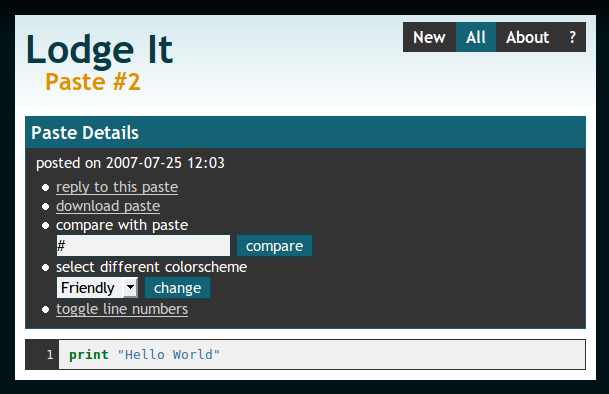 Lodge It
New All About ?
Paste #2
Paste Details
posted on 2007-07-25 12:03
reply to this paste
download paste
compare with paste
# compare
select different colorscheme
Friendly change
toggle line numbers
1 print "Hello World"